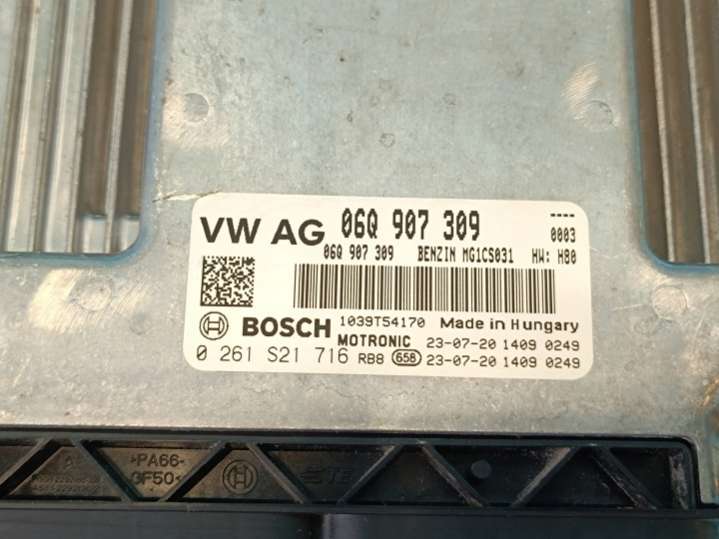 VW AG 06Q 907 309 ----
06Q 907 309 BENZIN MG1CS031 0003
HW: H80
BOSCH 1039T54170 Made in Hungary
MOTRONIC 23-07-20 1409 0249
0 261 S21 716 RB8 658 23-07-20 1409 0249
>PA66-
GF50<